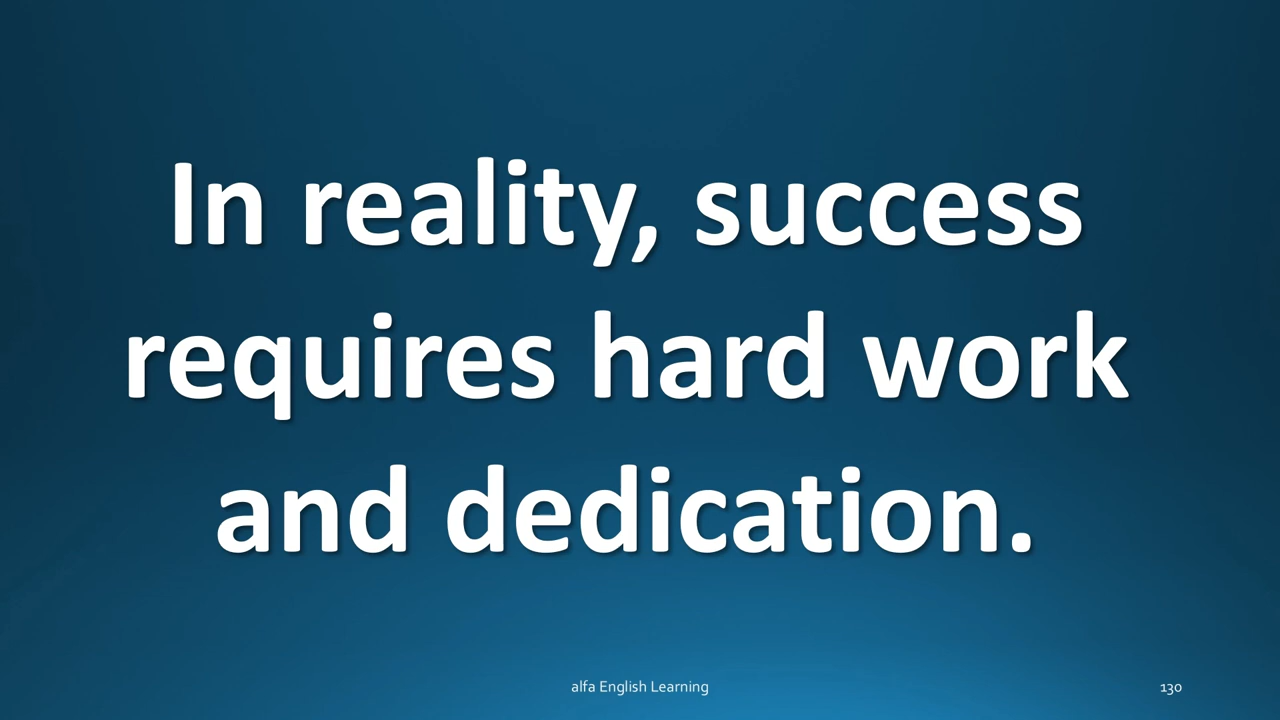 In reality, success
requires hard work
and dedication.
alfa English Learning
130